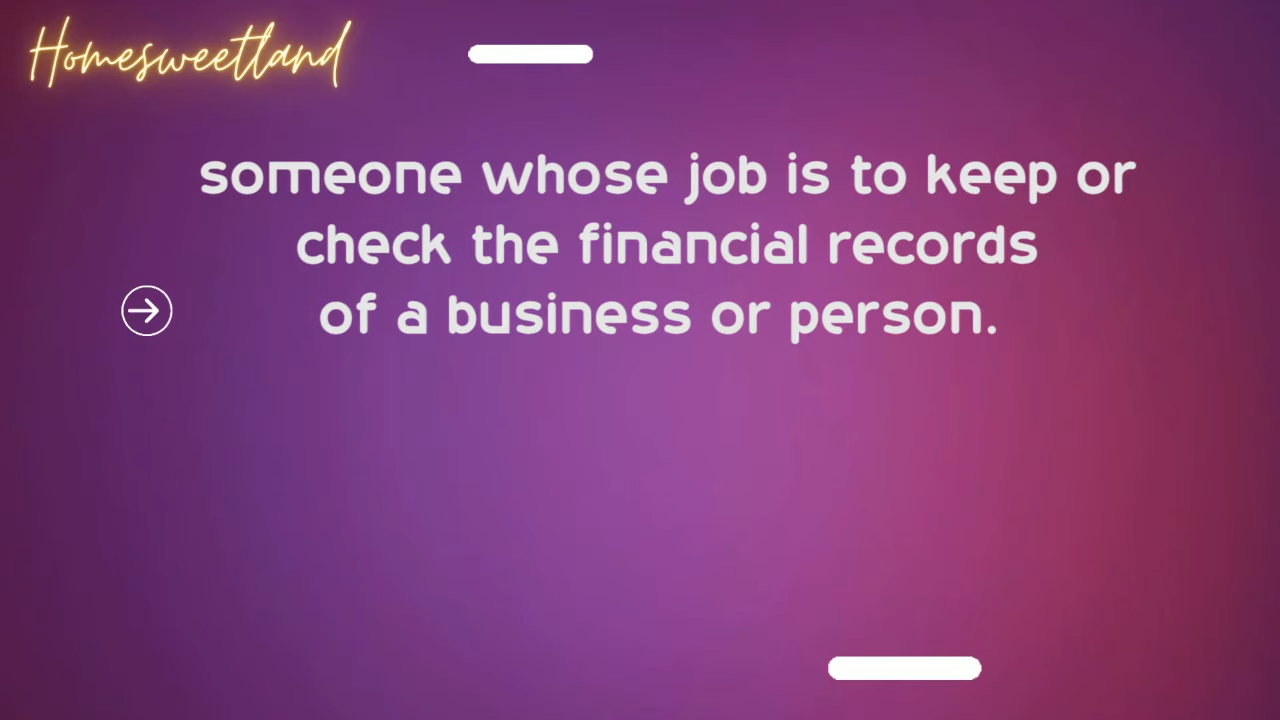 Homesweetland
someone whose job is to keep or
check the financial records
of a business or person.